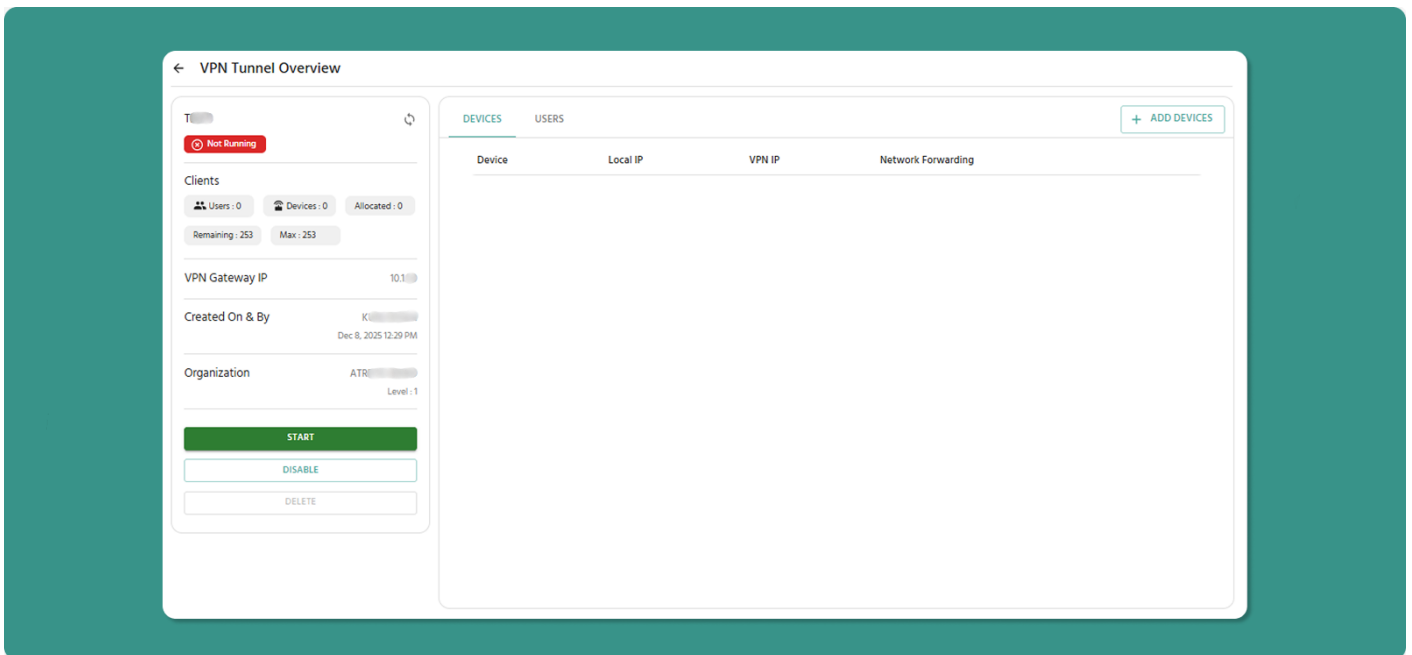 VPN Tunnel Overview
Not Running
Clients
Users : 0
Devices : 0
Allocated : 0
Remaining : 253
Max : 253
VPN Gateway IP
Created On & By
Dec 8, 2025 12:29 PM
Organization
Level : 1
START
DISABLE
DELETE
DEVICES
USERS
+ ADD DEVICES
Device
Local IP
VPN IP
Network Forwarding